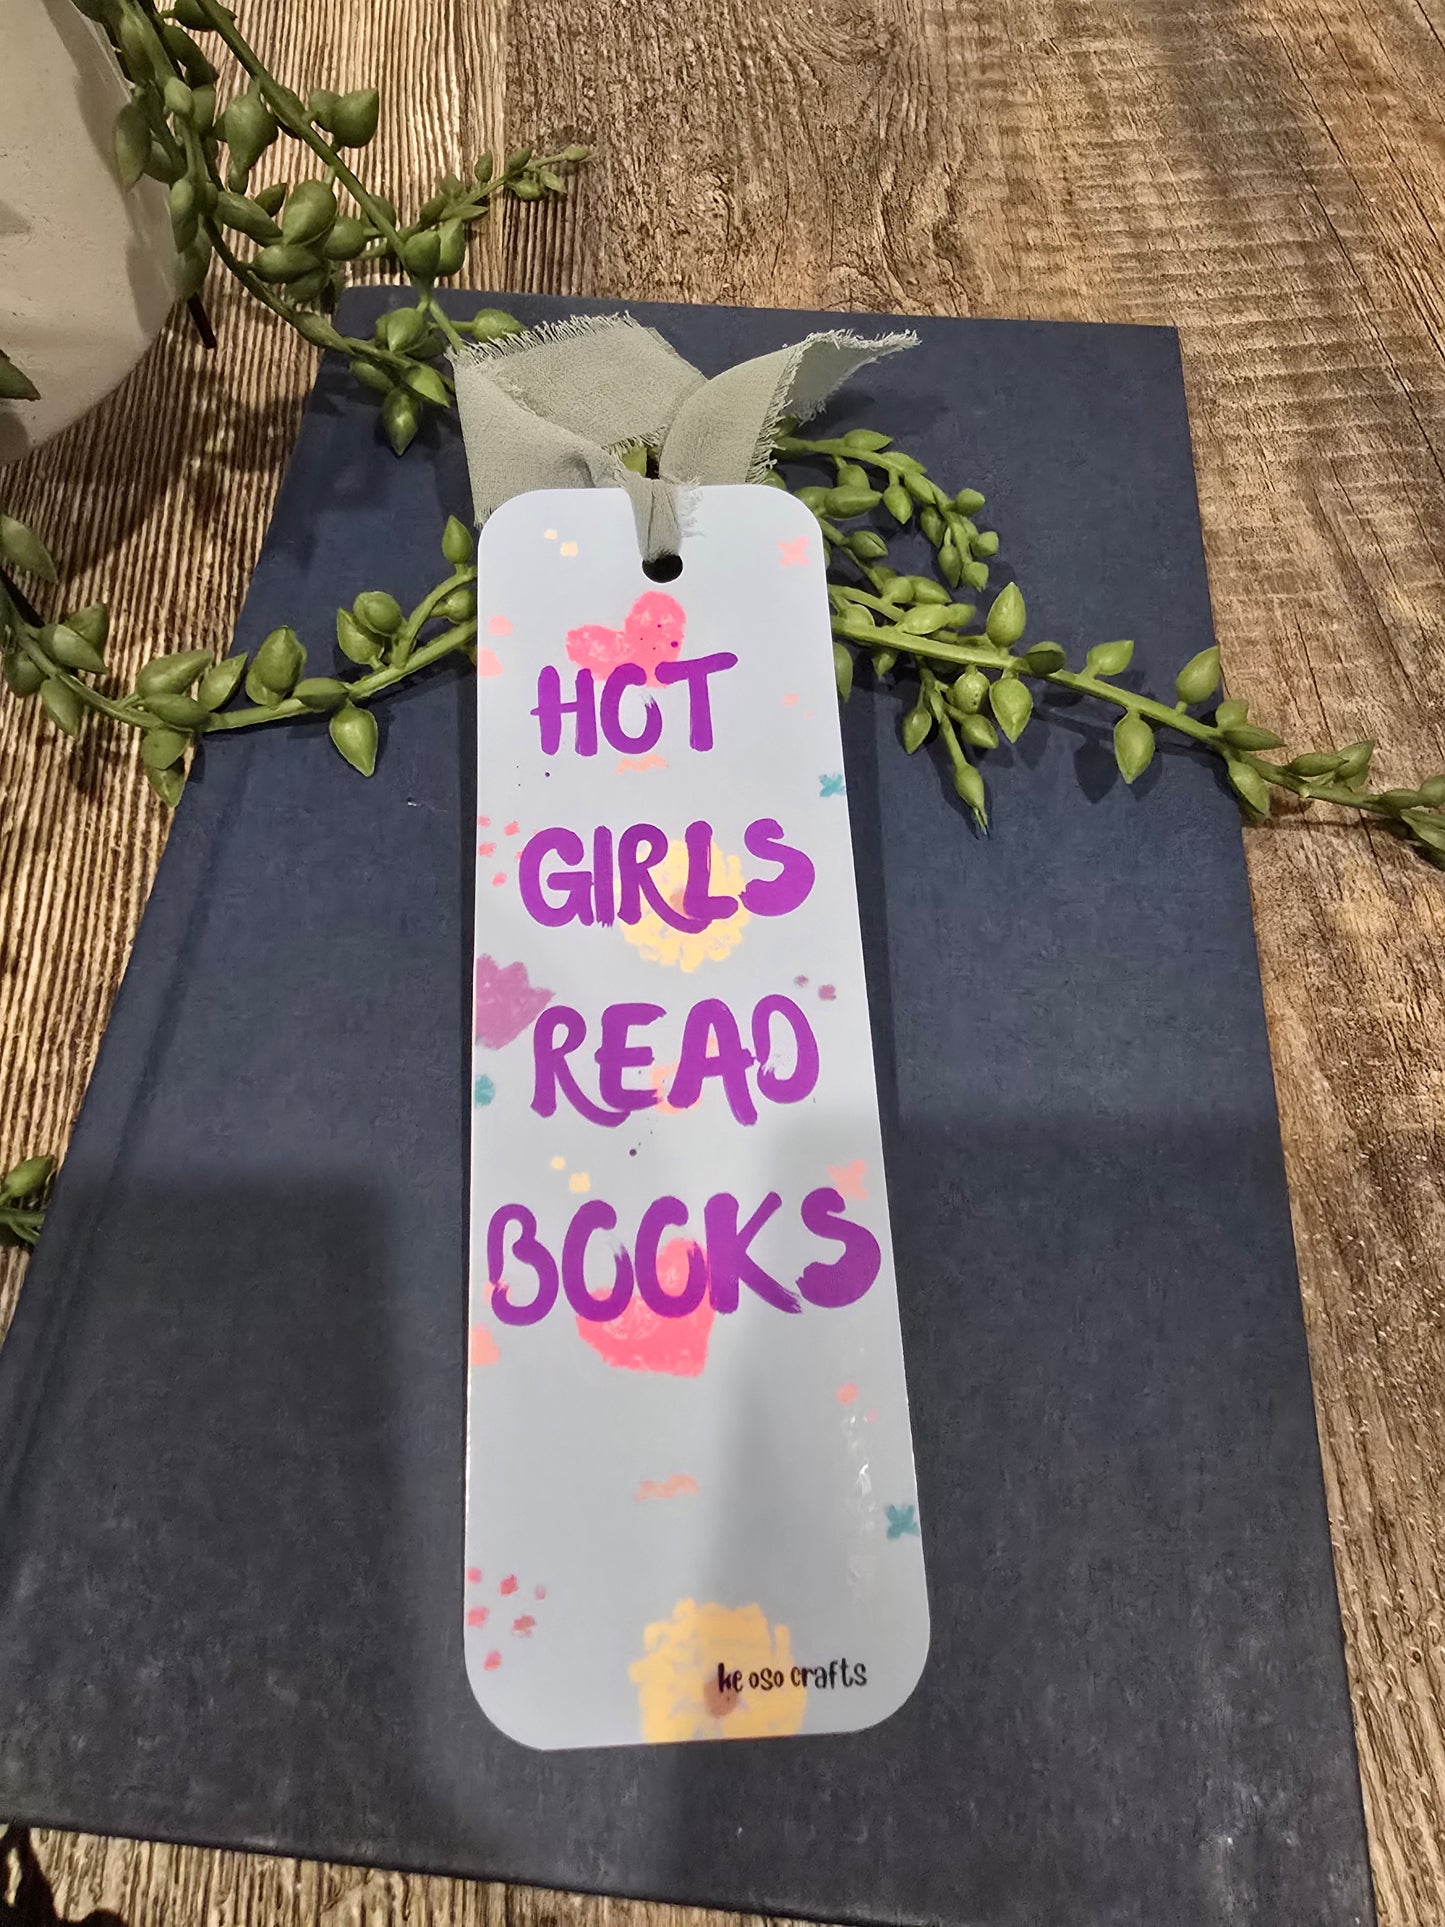 HOT
GIRLS
READ
BOOKS
ke oso crafts